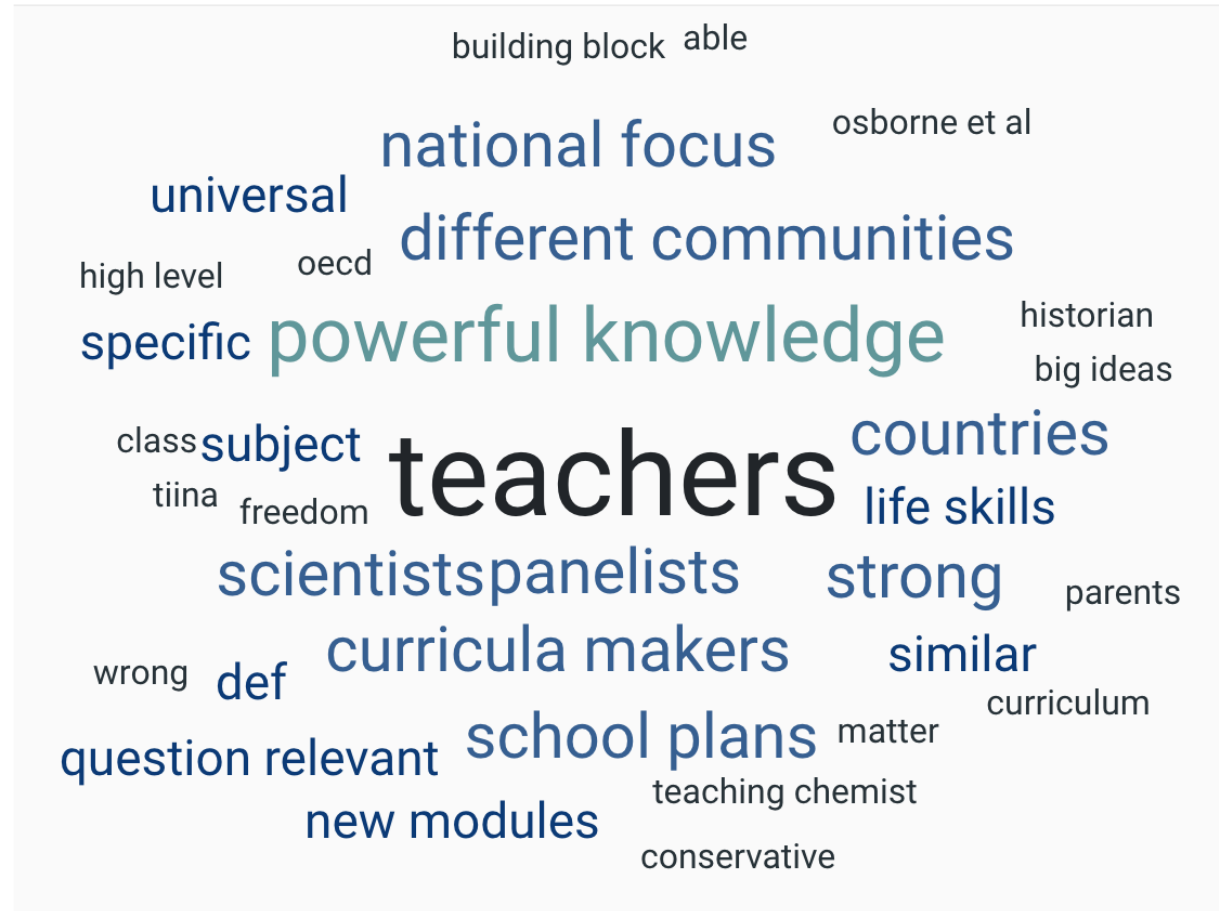 building block able
national focus osborne et al
universal
different communities
high level oecd
powerful knowledge historian
specific
big ideas
class subject teachers countries
tiina freedom life skills
scientists panelists strong parents
curricula makers similar
wrong def
curriculum
school plans matter
question relevant
teaching chemist
new modules
conservative